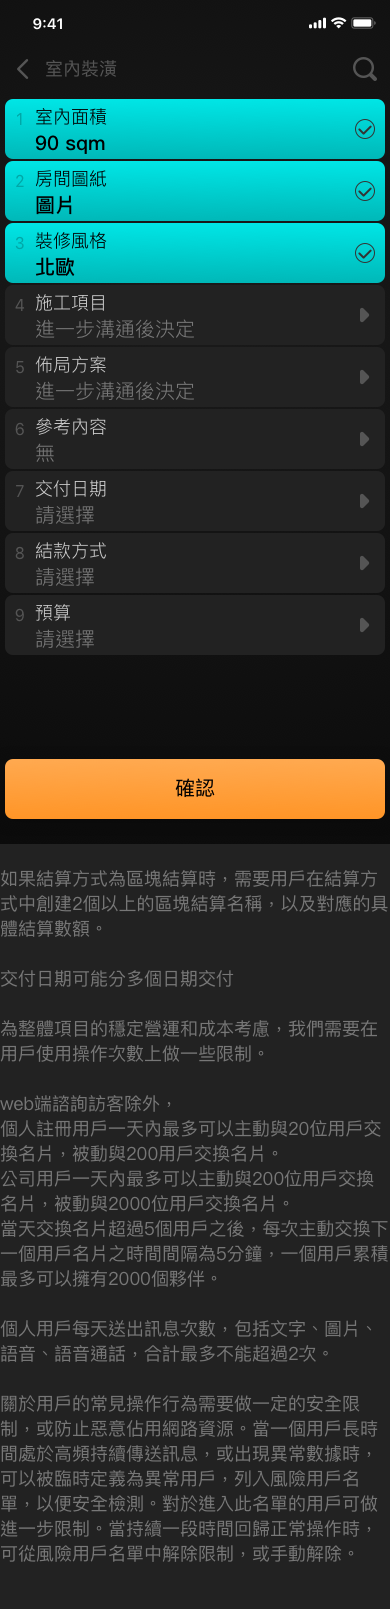 9:41
室內裝潢
1 室內面積
90 sqm
2 房間圖紙
圖片
3 裝修風格
北歐
4 施工項目
進一步溝通後決定
5 佈局方案
進一步溝通後決定
6 參考內容
無
7 交付日期
請選擇
8 結款方式
請選擇
9 預算
請選擇
確認
如果結算方式為區塊結算時，需要用戶在結算方
式中創建2個以上的區塊結算名稱，以及對應的具
體結算數額。
交付日期可能分多個日期交付
為整體項目的穩定營運和成本考慮，我們需要在
用戶使用操作次數上做一些限制。
web端諮詢訪客除外，
個人註冊用戶一天內最多可以主動與20位用戶交
換名片，被動與200用戶交換名片。
公司用戶一天內最多可以主動與200位用戶交換
名片，被動與2000位用戶交換名片。
當天交換名片超過5個用戶之後，每次主動交換下
一個用戶名片之時間間隔為5分鐘，一個用戶累積
最多可以擁有2000個夥伴。
個人用戶每天送出訊息次數，包括文字、圖片、
語音、語音通話，合計最多不能超過2次。
關於用戶的常見操作行為需要做一定的安全限
制，或防止惡意佔用網路資源。當一個用戶長時
間處於高頻持續傳送訊息，或出現異常數據時，
可以被臨時定義為異常用戶，列入風險用戶名
單，以便安全檢測。對於進入此名單的用戶可做
進一步限制。當持續一段時間回歸正常操作時，
可從風險用戶名單中解除限制，或手動解除。